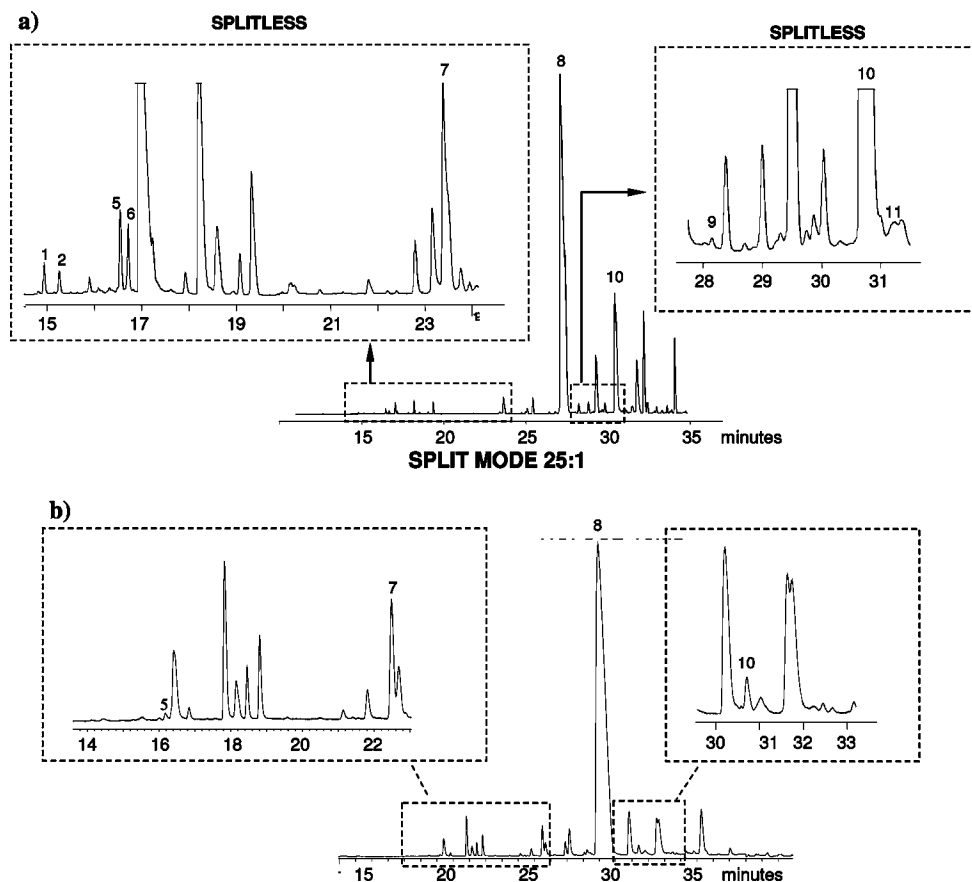 a)
SPLITLESS
SPLITLESS
1 2 5 6 7
8
10
9 10 11
15 17 19 21 23
28 29 30 31
15 20 25 30 35 minutes
SPLIT MODE 25:1
b)
8
5 7
10
14 16 18 20 22
30 31 32 33
15 20 25 30 35 minutes